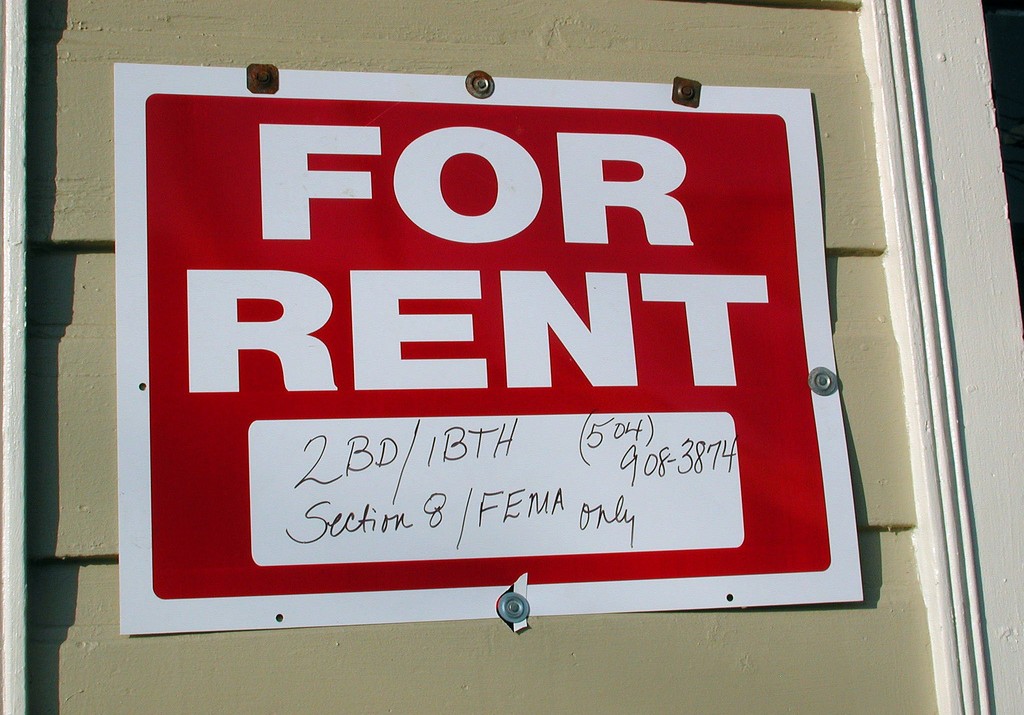 FOR
RENT
2BD/1BTH (504)
908-3874
Section 8/FEMA only